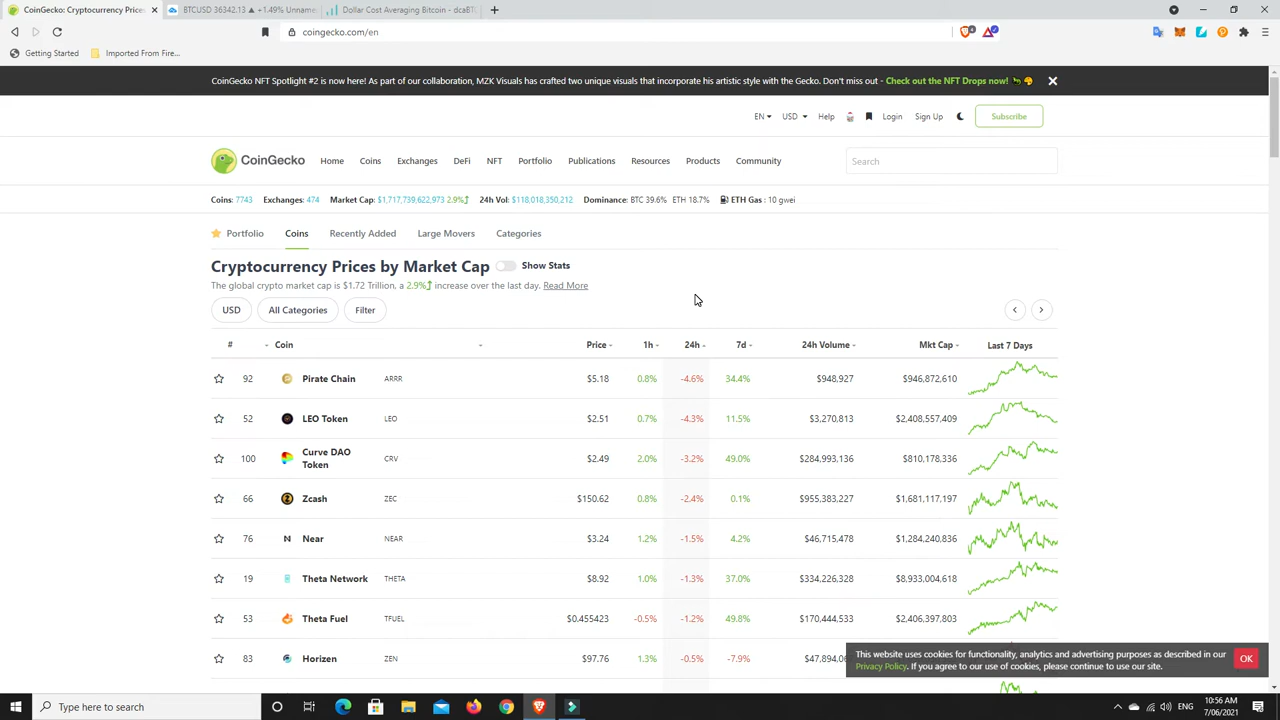 CoinGecko: Cryptocurrency Prices
BTCUSD 36342.13 ▲ +1.49% Unname
Dollar Cost Averaging Bitcoin - dcaBTC
coingecko.com/en
Getting Started
Imported From Fire...
CoinGecko NFT Spotlight #2 is now here! As part of our collaboration, MZK Visuals has crafted two unique visuals that incorporate his artistic style with the Gecko. Don't miss out - Check out the NFT Drops now!
EN USD Help Login Sign Up Subscribe
CoinGecko Home Coins Exchanges DeFi NFT Portfolio Publications Resources Products Community Search
Coins: 7743 Exchanges: 474 Market Cap: $1,717,739,622,973 2.9% 24h Vol: $118,018,350,212 Dominance: BTC 39.6% ETH 18.7% ETH Gas: 10 gwei
Portfolio Coins Recently Added Large Movers Categories
Cryptocurrency Prices by Market Cap Show Stats
The global crypto market cap is $1.72 Trillion, a 2.9% increase over the last day. Read More
USD All Categories Filter
# Coin Price 1h 24h 7d 24h Volume Mkt Cap Last 7 Days
92 Pirate Chain ARRR $5.18 0.8% -4.6% 34.4% $948,927 $946,872,610
52 LEO Token LEO $2.51 0.7% -4.3% 11.5% $3,270,813 $2,408,557,409
100 Curve DAO Token CRV $2.49 2.0% -3.2% 49.0% $284,993,136 $810,178,336
66 Zcash ZEC $150.62 0.8% -2.4% 0.1% $955,383,227 $1,681,117,197
76 Near NEAR $3.24 1.2% -1.5% 4.2% $46,715,478 $1,284,240,836
19 Theta Network THETA $8.92 1.0% -1.3% 37.0% $334,226,328 $8,933,004,618
53 Theta Fuel TFUEL $0.455423 -0.5% -1.2% 49.8% $170,444,533 $2,406,397,803
83 Horizen ZEN $97.76 1.3% -0.5% -7.9% $47,894,0
This website uses cookies for functionality, analytics and advertising purposes as described in our
Privacy Policy. If you agree to our use of cookies, please continue to use our site.
OK
Type here to search
ENG
10:56 AM
7/06/2021